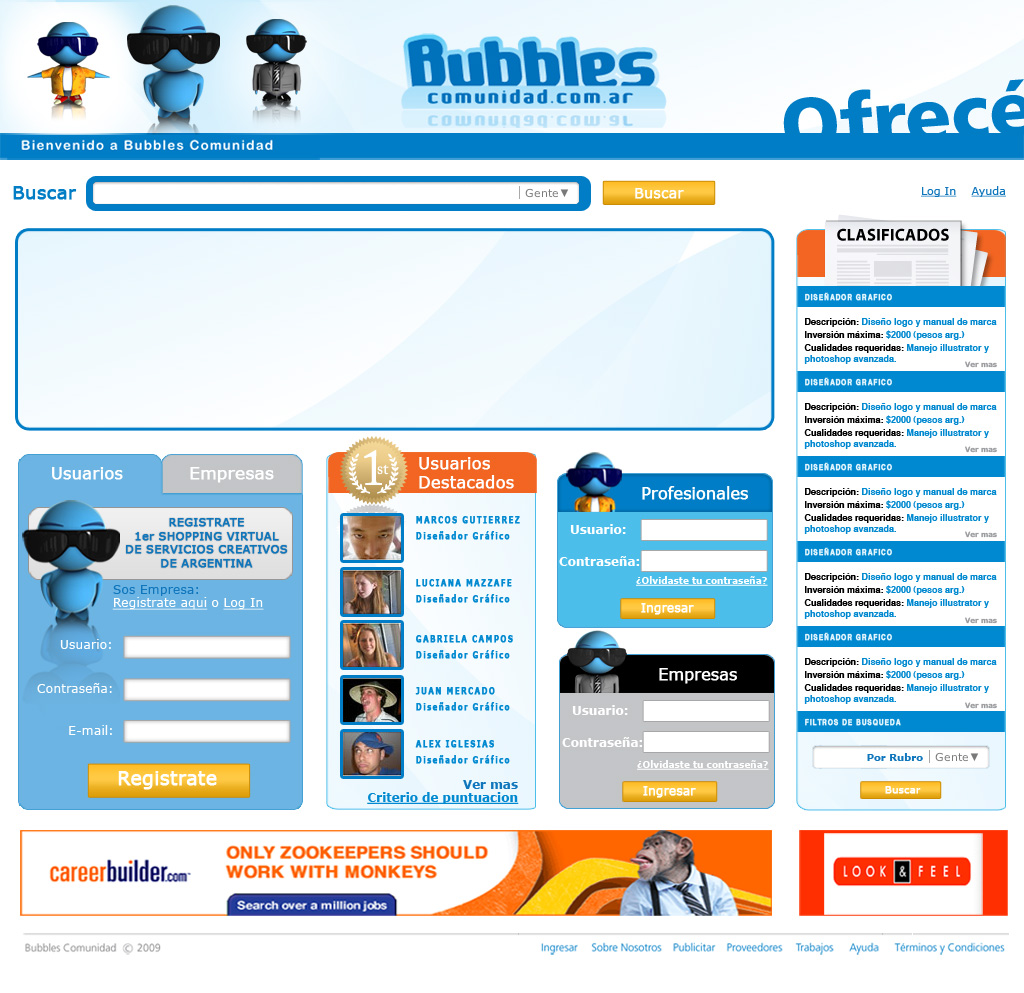 Bubbles
comunidad.com.ar
Ofrecé
Bienvenido a Bubbles Comunidad
Buscar
Gente▼
Buscar
Log In
Ayuda
CLASIFICADOS
DISEÑADOR GRAFICO
Descripción: Diseño logo y manual de marca
Inversión máxima: $2000 (pesos arg.)
Cualidades requeridas: Manejo illustrator y
photoshop avanzada.
Ver mas
DISEÑADOR GRAFICO
Descripción: Diseño logo y manual de marca
Inversión máxima: $2000 (pesos arg.)
Cualidades requeridas: Manejo illustrator y
photoshop avanzada.
Ver mas
DISEÑADOR GRAFICO
Descripción: Diseño logo y manual de marca
Inversión máxima: $2000 (pesos arg.)
Cualidades requeridas: Manejo illustrator y
photoshop avanzada.
Ver mas
DISEÑADOR GRAFICO
Descripción: Diseño logo y manual de marca
Inversión máxima: $2000 (pesos arg.)
Cualidades requeridas: Manejo illustrator y
photoshop avanzada.
Ver mas
DISEÑADOR GRAFICO
Descripción: Diseño logo y manual de marca
Inversión máxima: $2000 (pesos arg.)
Cualidades requeridas: Manejo illustrator y
photoshop avanzada.
Ver mas
FILTROS DE BUSQUEDA
Por Rubro
Gente▼
Buscar
Usuarios
Empresas
REGISTRATE
1er SHOPPING VIRTUAL
DE SERVICIOS CREATIVOS
DE ARGENTINA
Sos Empresa:
Registrate aqui o Log In
Usuario:
Contraseña:
E-mail:
Registrate
1st
Usuarios
Destacados
MARCOS GUTIERREZ
Diseñador Gráfico
LUCIANA MAZZAFE
Diseñador Gráfico
GABRIELA CAMPOS
Diseñador Gráfico
JUAN MERCADO
Diseñador Gráfico
ALEX IGLESIAS
Diseñador Gráfico
Ver mas
Criterio de puntuacion
Profesionales
Usuario:
Contraseña:
¿Olvidaste tu contraseña?
Ingresar
Empresas
Usuario:
Contraseña:
¿Olvidaste tu contraseña?
Ingresar
careerbuilder.com
ONLY ZOOKEEPERS SHOULD
WORK WITH MONKEYS
Search over a million jobs
LOOK & FEEL
Bubbles Comunidad © 2009
Ingresar
Sobre Nosotros
Publicitar
Proveedores
Trabajos
Ayuda
Términos y Condiciones